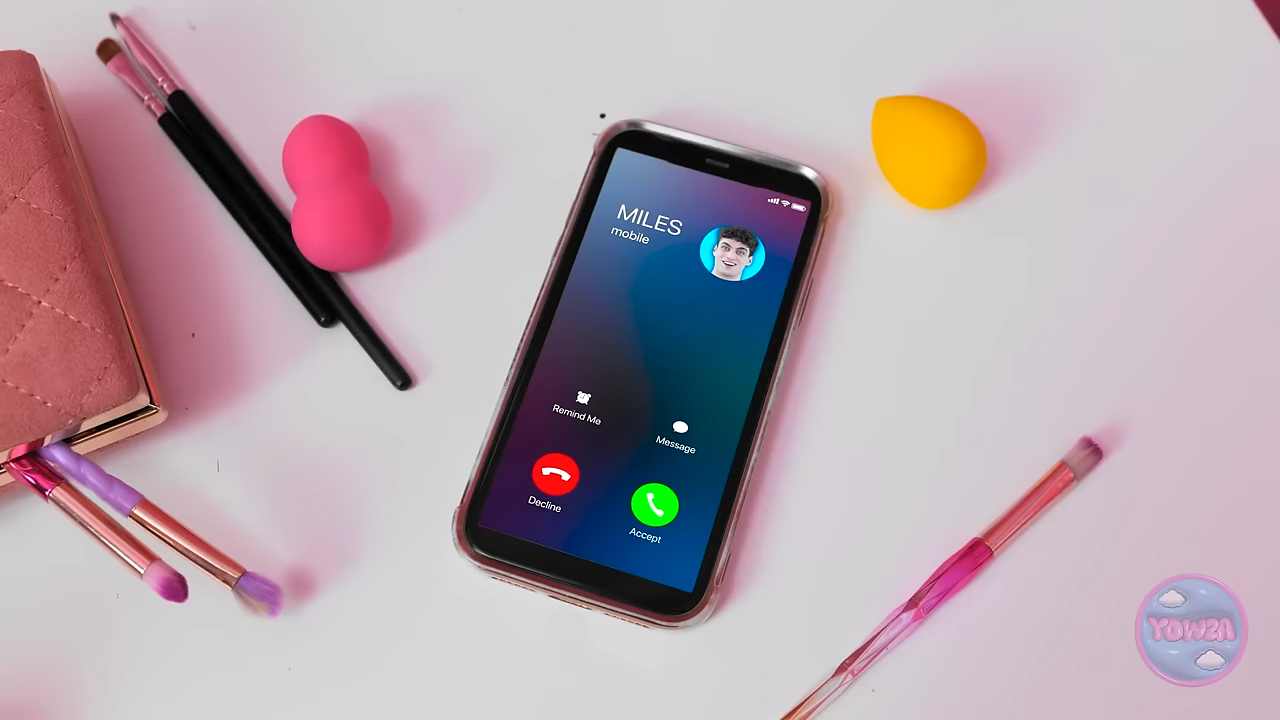 MILES
mobile
Remind Me
Message
Decline
Accept
YOWZA